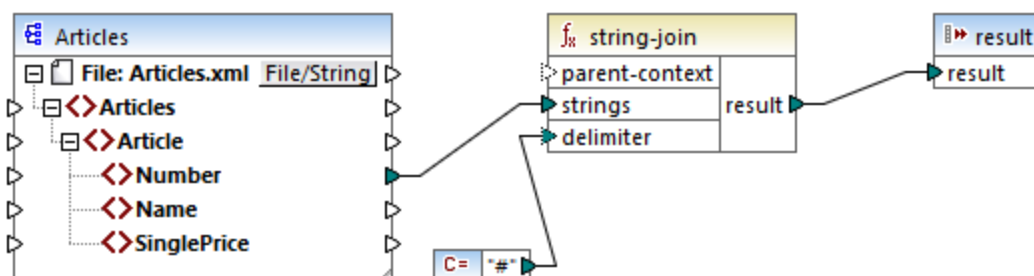 Articles
File: Articles.xml File/String
Articles
Article
Number
Name
SinglePrice
string-join
parent-context
strings
delimiter
result
C= "#"
result
result